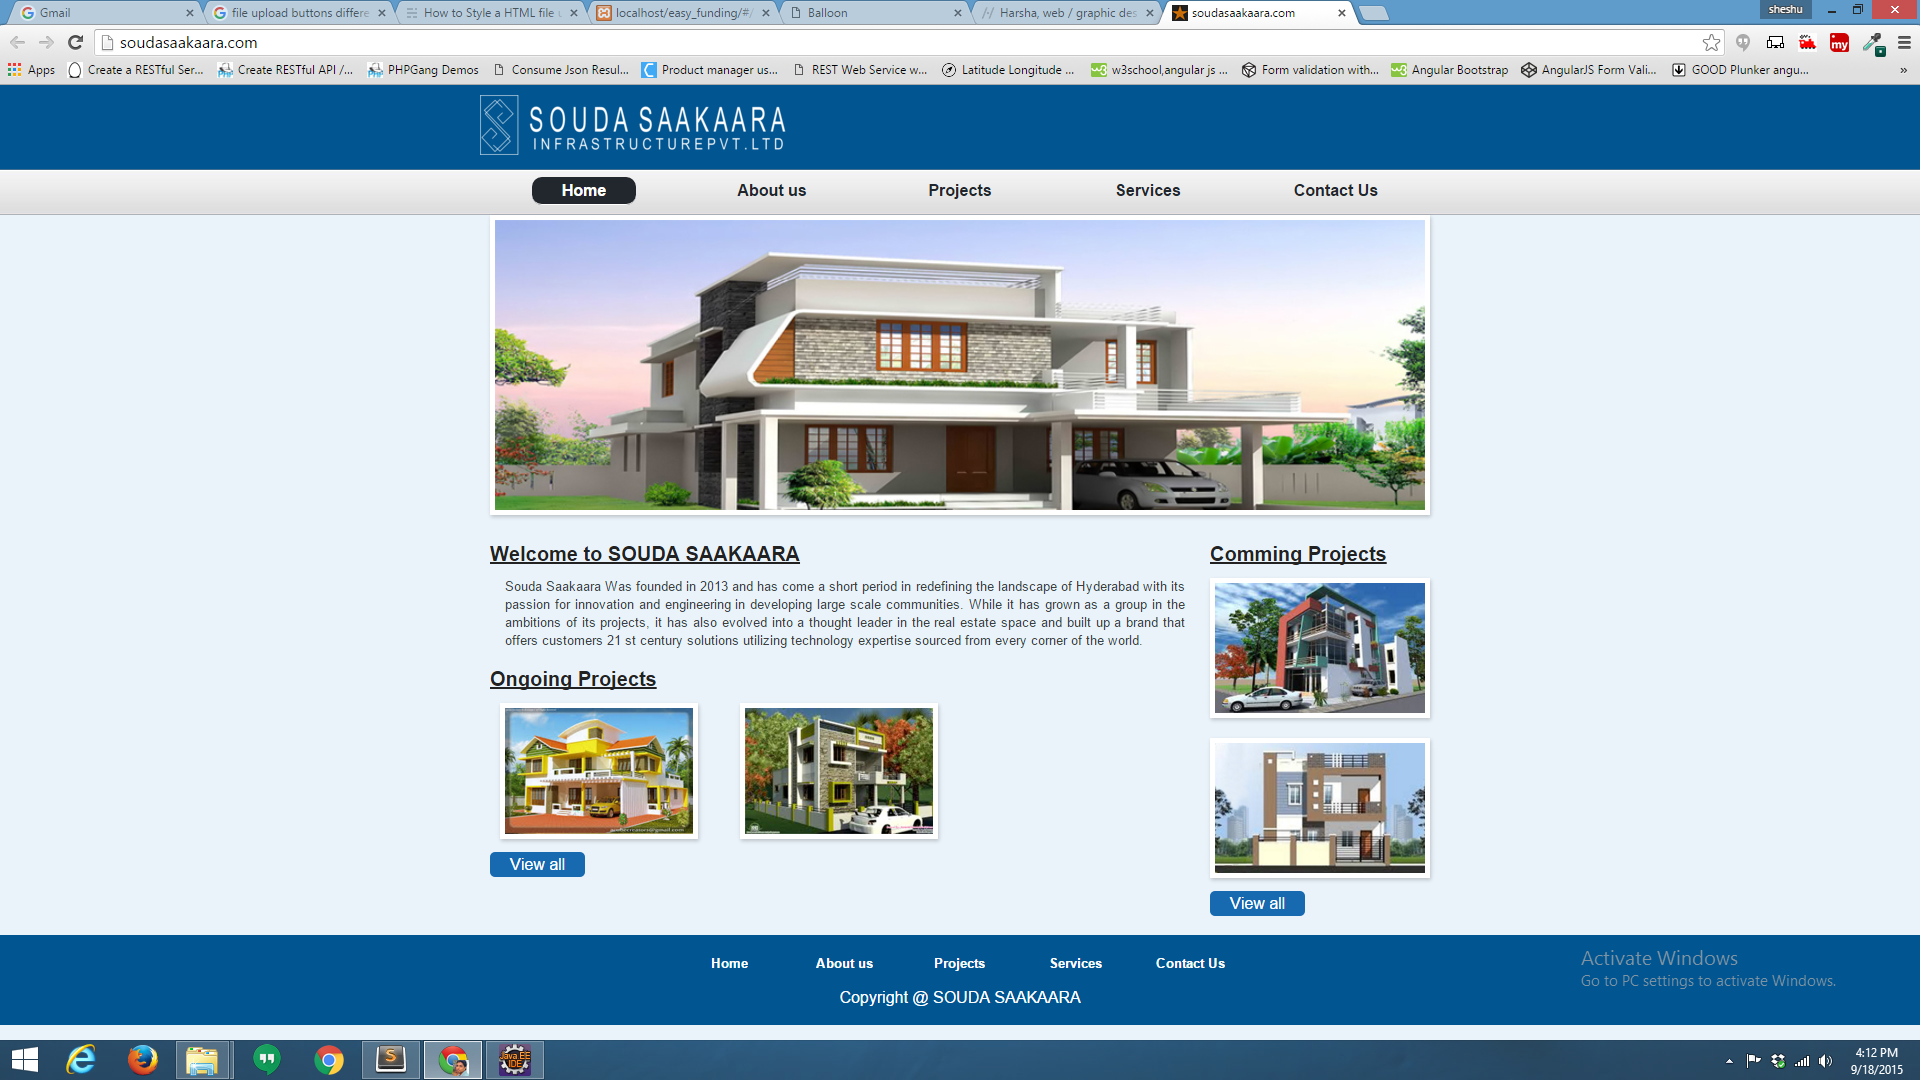 Gmail
file upload buttons differe
How to Style a HTML file u
localhost/easy_funding/#/
Balloon
Harsha, web / graphic des
soudasaakaara.com
sheshu
soudasaakaara.com
my
Apps
Create a RESTful Ser...
Create RESTful API /...
PHPGang Demos
Consume Json Resul...
Product manager us...
REST Web Service w...
Latitude Longitude ...
w3school,angular js ...
Form validation with...
Angular Bootstrap
AngularJS Form Vali...
GOOD Plunker angu...
SOUDA SAAKAARA
INFRASTRUCTUREPVT.LTD
Home
About us
Projects
Services
Contact Us
Welcome to SOUDA SAAKAARA
Souda Saakaara Was founded in 2013 and has come a short period in redefining the landscape of Hyderabad with its
passion for innovation and engineering in developing large scale communities. While it has grown as a group in the
ambitions of its projects, it has also evolved into a thought leader in the real estate space and built up a brand that
offers customers 21 st century solutions utilizing technology expertise sourced from every corner of the world.
Comming Projects
Ongoing Projects
View all
View all
Home
About us
Projects
Services
Contact Us
Copyright @ SOUDA SAAKAARA
Activate Windows
Go to PC settings to activate Windows.
Java EE
IDE
4:12 PM
9/18/2015